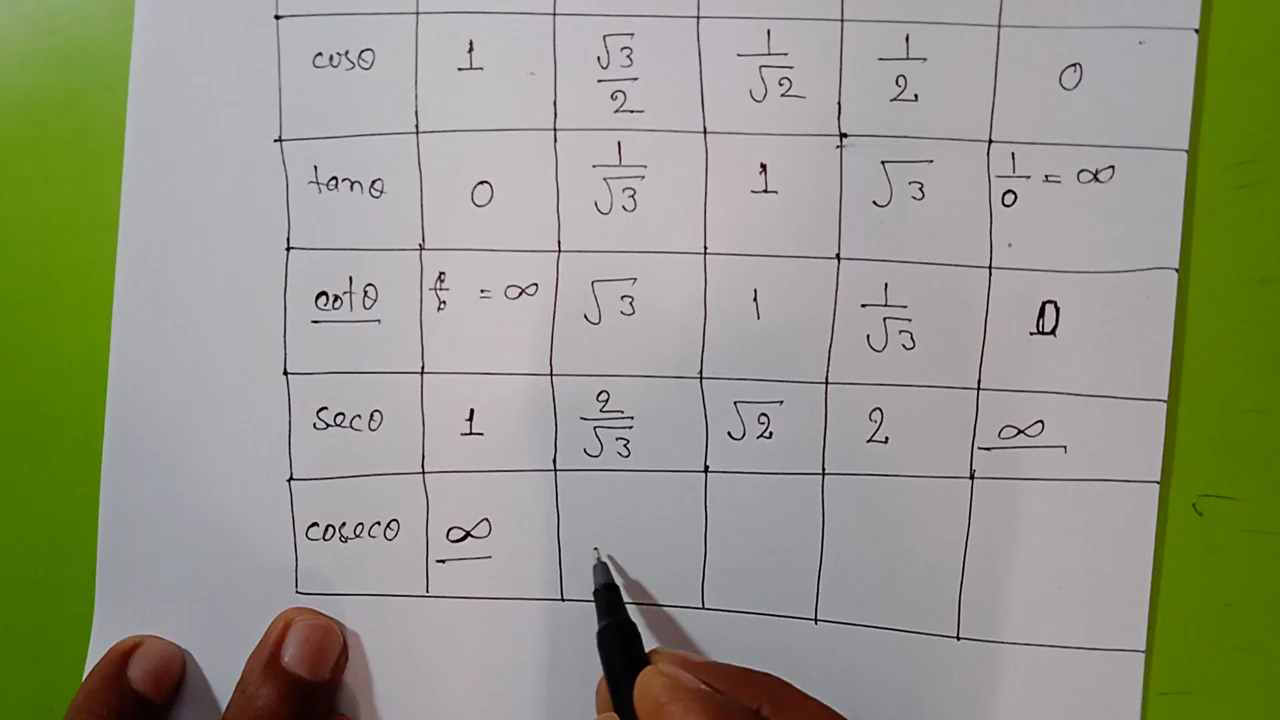 cosθ 1 √3/2 1/√2 1/2 0
tanθ 0 1/√3 1 √3 1/0 = ∞
cotθ = ∞ √3 1 1/√3 0
secθ 1 2/√3 √2 2 ∞
cosecθ ∞